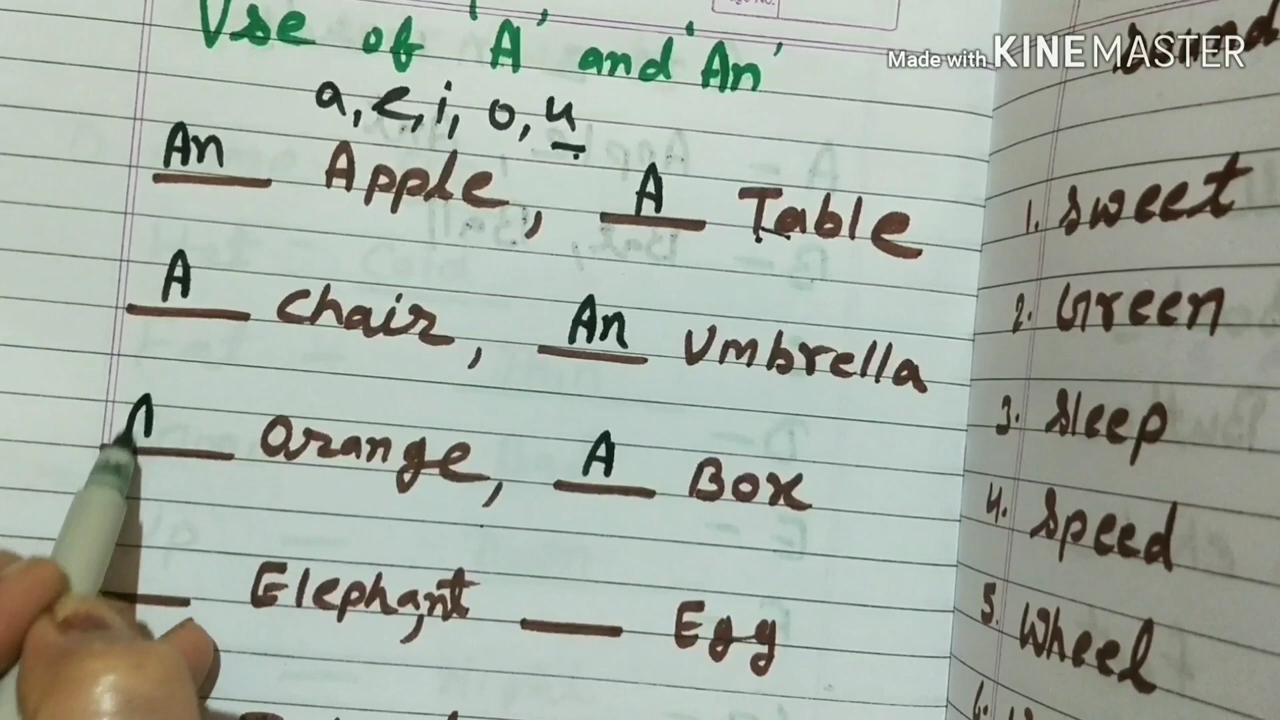 Use of 'A' and 'An'
a, e, i, o, u
An Apple, A Table
A Chair, An Umbrella
Orange, A Box
Elephant Egg
Made with KINEMASTER
1. Sweet
2. Green
3. Sleep
4. Speed
5. Wheel
6.